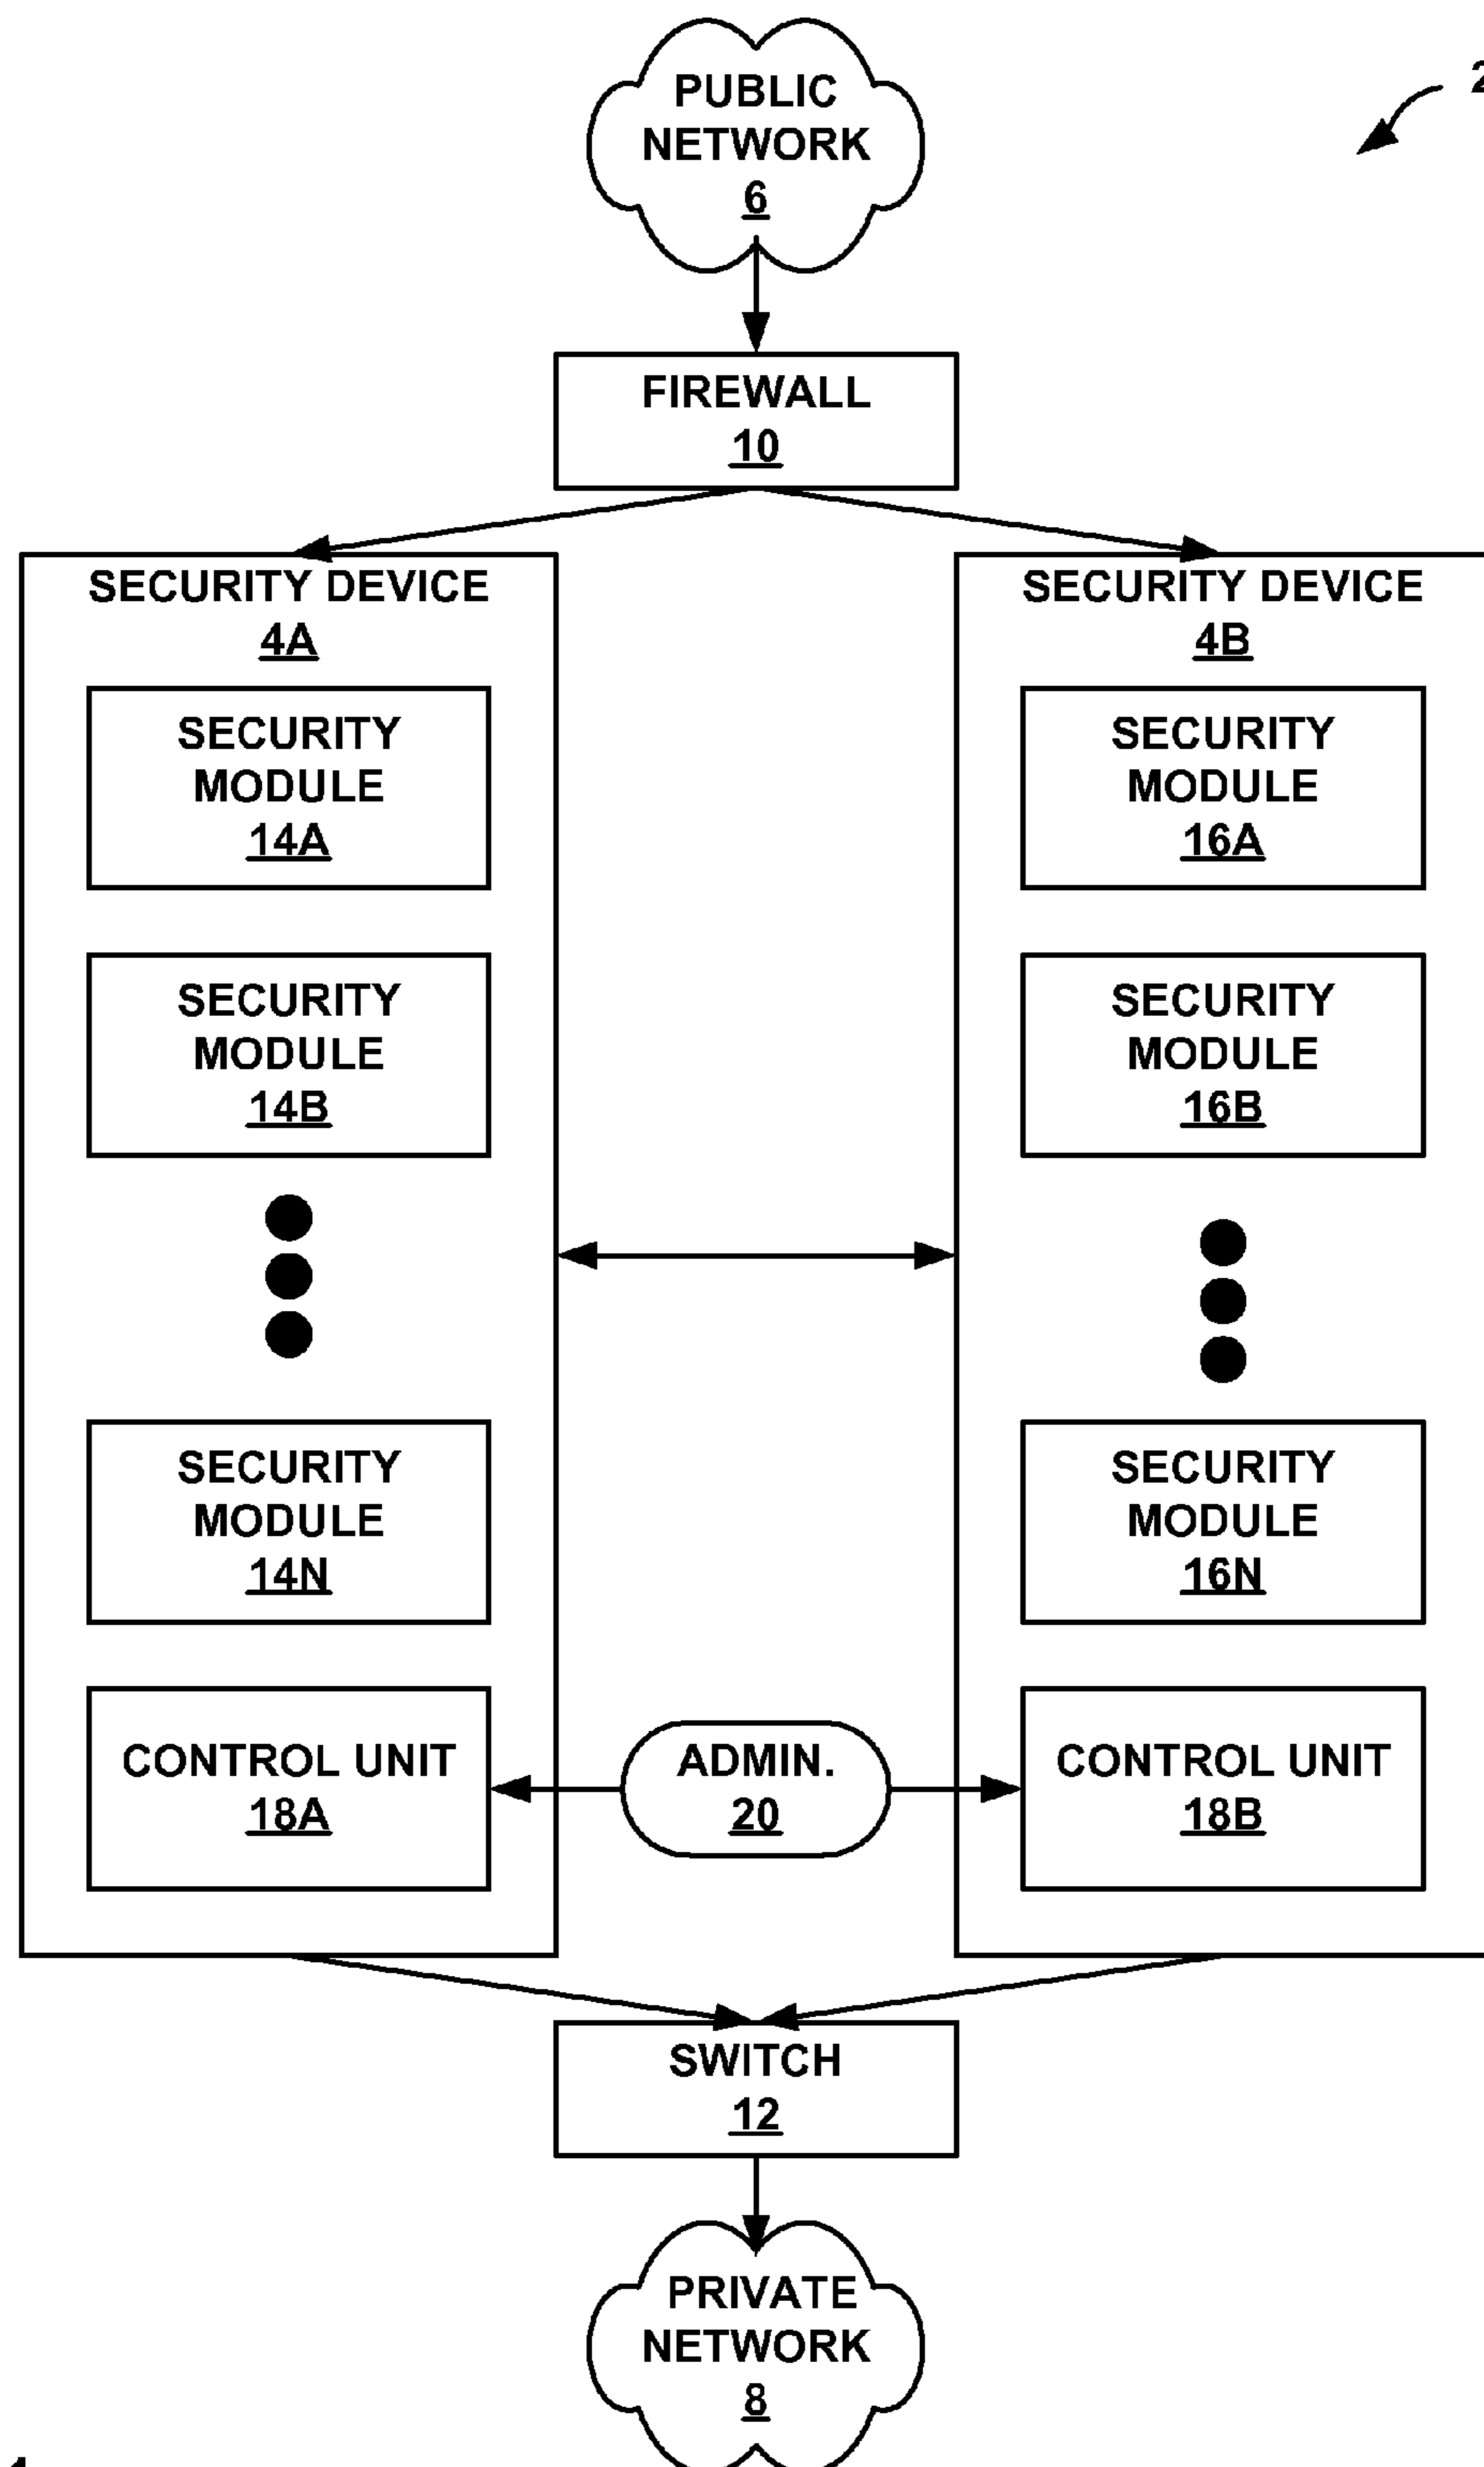 PUBLIC
NETWORK
6
2
FIREWALL
10
SECURITY DEVICE
4A
SECURITY
MODULE
14A
SECURITY
MODULE
14B
SECURITY
MODULE
14N
CONTROL UNIT
18A
SECURITY DEVICE
4B
SECURITY
MODULE
16A
SECURITY
MODULE
16B
SECURITY
MODULE
16N
CONTROL UNIT
18B
ADMIN.
20
SWITCH
12
PRIVATE
NETWORK
8